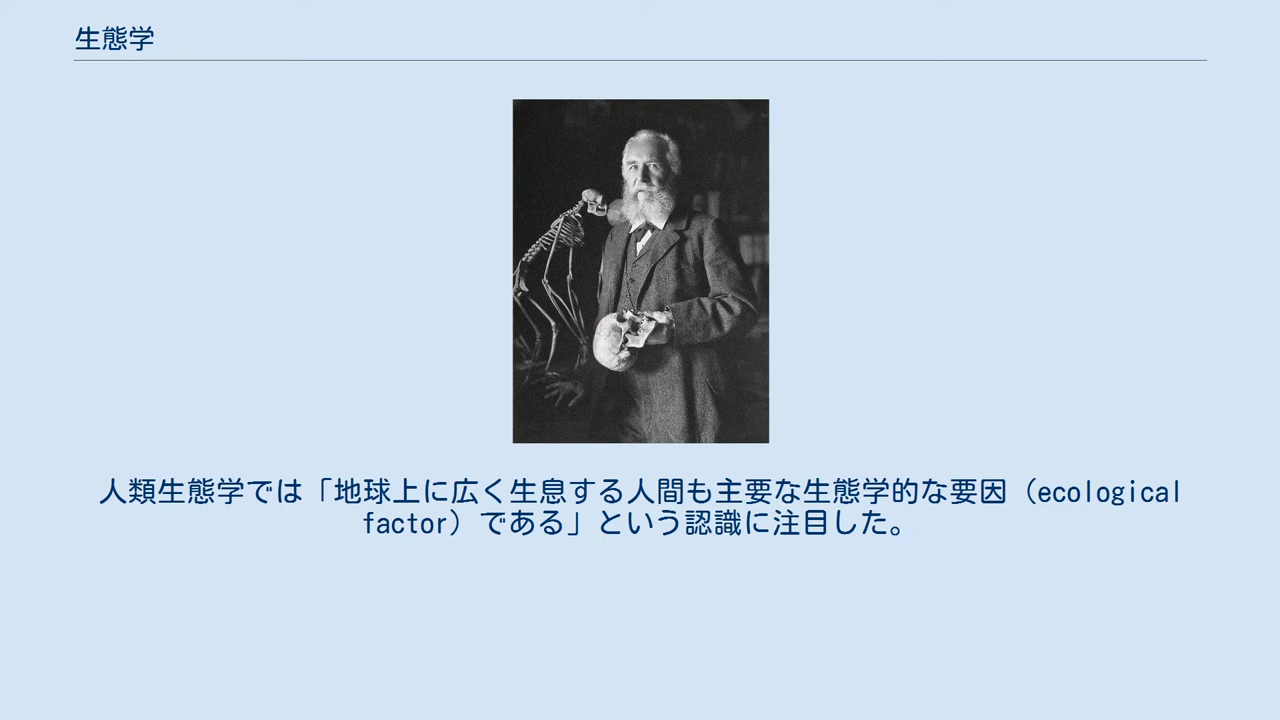 生態学
人類生態学では「地球上に広く生息する人間も主要な生態学的な要因（ecological
factor）である」という認識に注目した。